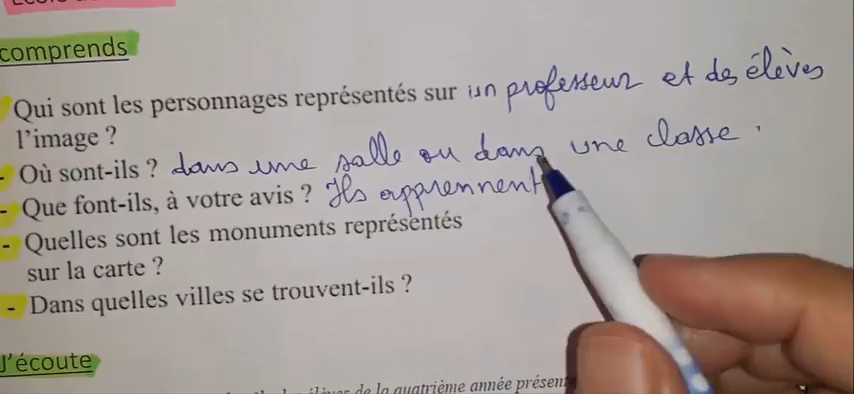 comprends
Qui sont les personnages représentés sur un professeur et des élèves
l'image ?
- Où sont-ils ? dans une salle ou dans une classe.
- Que font-ils, à votre avis ? Ils apprennent
- Quelles sont les monuments représentés
sur la carte ?
- Dans quelles villes se trouvent-ils ?
J'écoute
élèves de la quatrième année présen